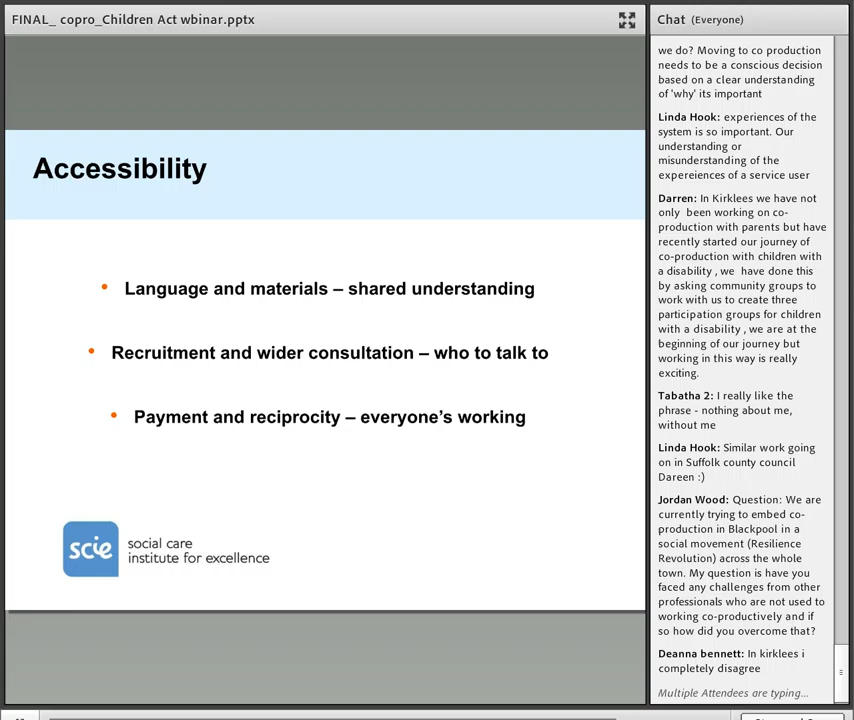 FINAL_ copro_Children Act wbinar.pptx
Accessibility
• Language and materials – shared understanding
• Recruitment and wider consultation – who to talk to
• Payment and reciprocity – everyone's working
scie
social care
institute for excellence
Chat (Everyone)
we do? Moving to co production
needs to be a conscious decision
based on a clear understanding
of 'why' its important
Linda Hook: experiences of the
system is so important. Our
understanding or
misunderstanding of the
expereiences of a service user
Darren: In Kirklees we have not
only been working on co-
production with parents but have
recently started our journey of
co-production with children with
a disability , we have done this
by asking community groups to
work with us to create three
participation groups for children
with a disability , we are at the
beginning of our journey but
working in this way is really
exciting.
Tabatha 2: I really like the
phrase - nothing about me,
without me
Linda Hook: Similar work going
on in Suffolk county council
Dareen :)
Jordan Wood: Question: We are
currently trying to embed co-
production in Blackpool in a
social movement (Resilience
Revolution) across the whole
town. My question is have you
faced any challenges from other
professionals who are not used to
working co-productively and if
so how did you overcome that?
Deanna bennett: In kirklees i
completely disagree
Multiple Attendees are typing...